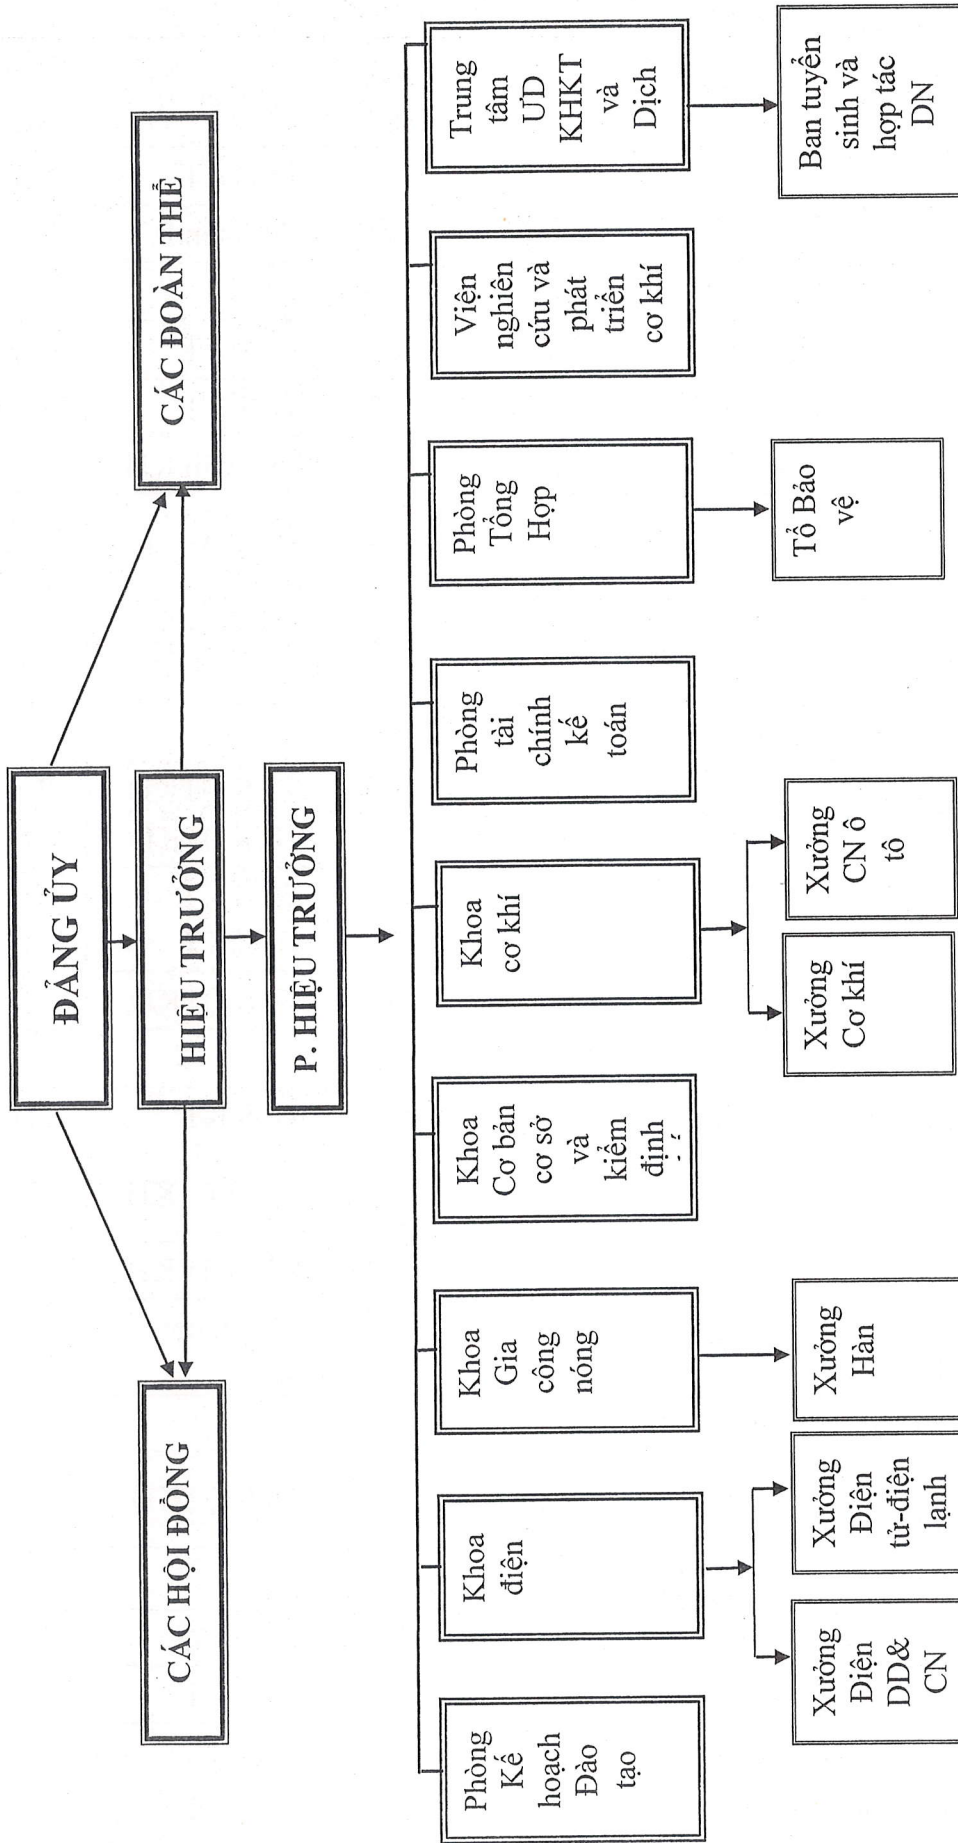 ĐẢNG ỦY
CÁC HỘI ĐỒNG
HIỆU TRƯỞNG
CÁC ĐOÀN THỂ
P. HIỆU TRƯỞNG
Phòng
Kế
hoạch
Đào
tạo
Khoa
điện
Khoa
Gia
công
nóng
Khoa
Cơ bản
cơ sở
và
kiểm
định
Khoa
cơ khí
Phòng
tài
chính
kế
toán
Phòng
Tổng
Hợp
Viện
nghiên
cứu và
phát
triển
cơ khí
Trung
tâm
ƯD
KHKT
và
Dịch
Xưởng
Điện
DD&
CN
Xưởng
Điện
tử-điện
lạnh
Xưởng
Hàn
Xưởng
Cơ khí
Xưởng
CN ô
tô
Tổ Bảo
vệ
Ban tuyển
sinh và
hợp tác
DN